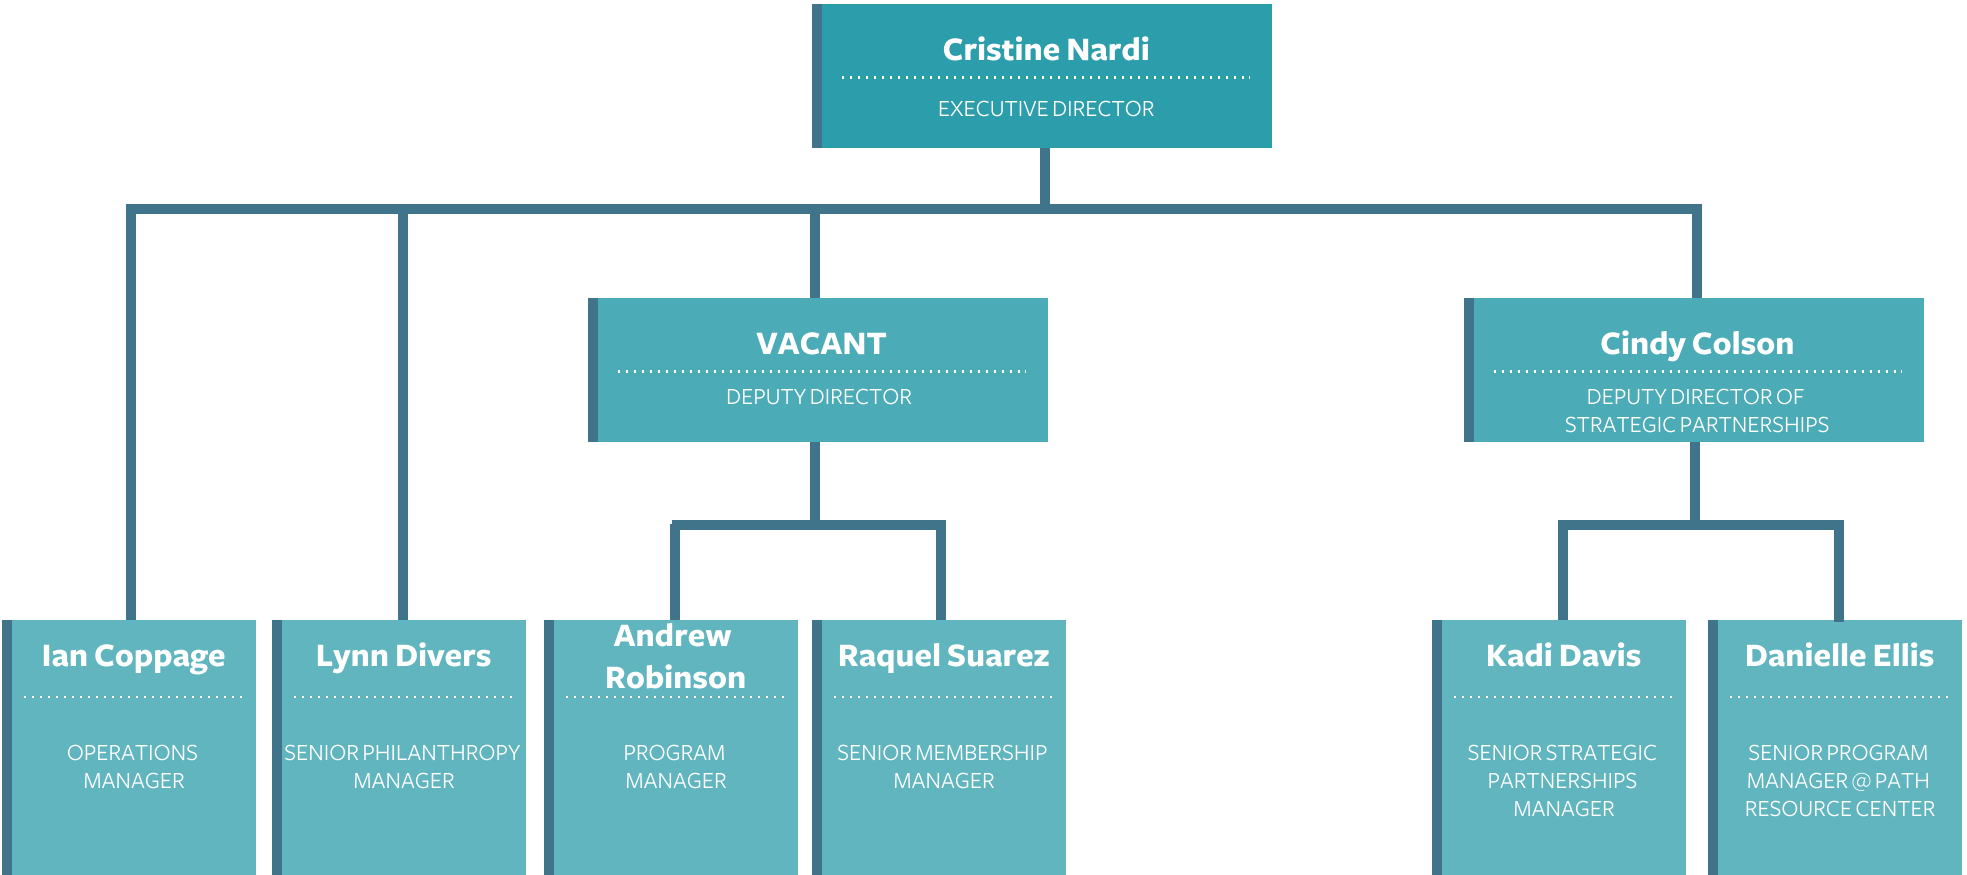 Cristine Nardi
EXECUTIVE DIRECTOR
VACANT
DEPUTY DIRECTOR
Cindy Colson
DEPUTY DIRECTOR OF
STRATEGIC PARTNERSHIPS
Ian Coppage
OPERATIONS
MANAGER
Lynn Divers
SENIOR PHILANTHROPY
MANAGER
Andrew
Robinson
PROGRAM
MANAGER
Raquel Suarez
SENIOR MEMBERSHIP
MANAGER
Kadi Davis
SENIOR STRATEGIC
PARTNERSHIPS
MANAGER
Danielle Ellis
SENIOR PROGRAM
MANAGER @ PATH
RESOURCE CENTER